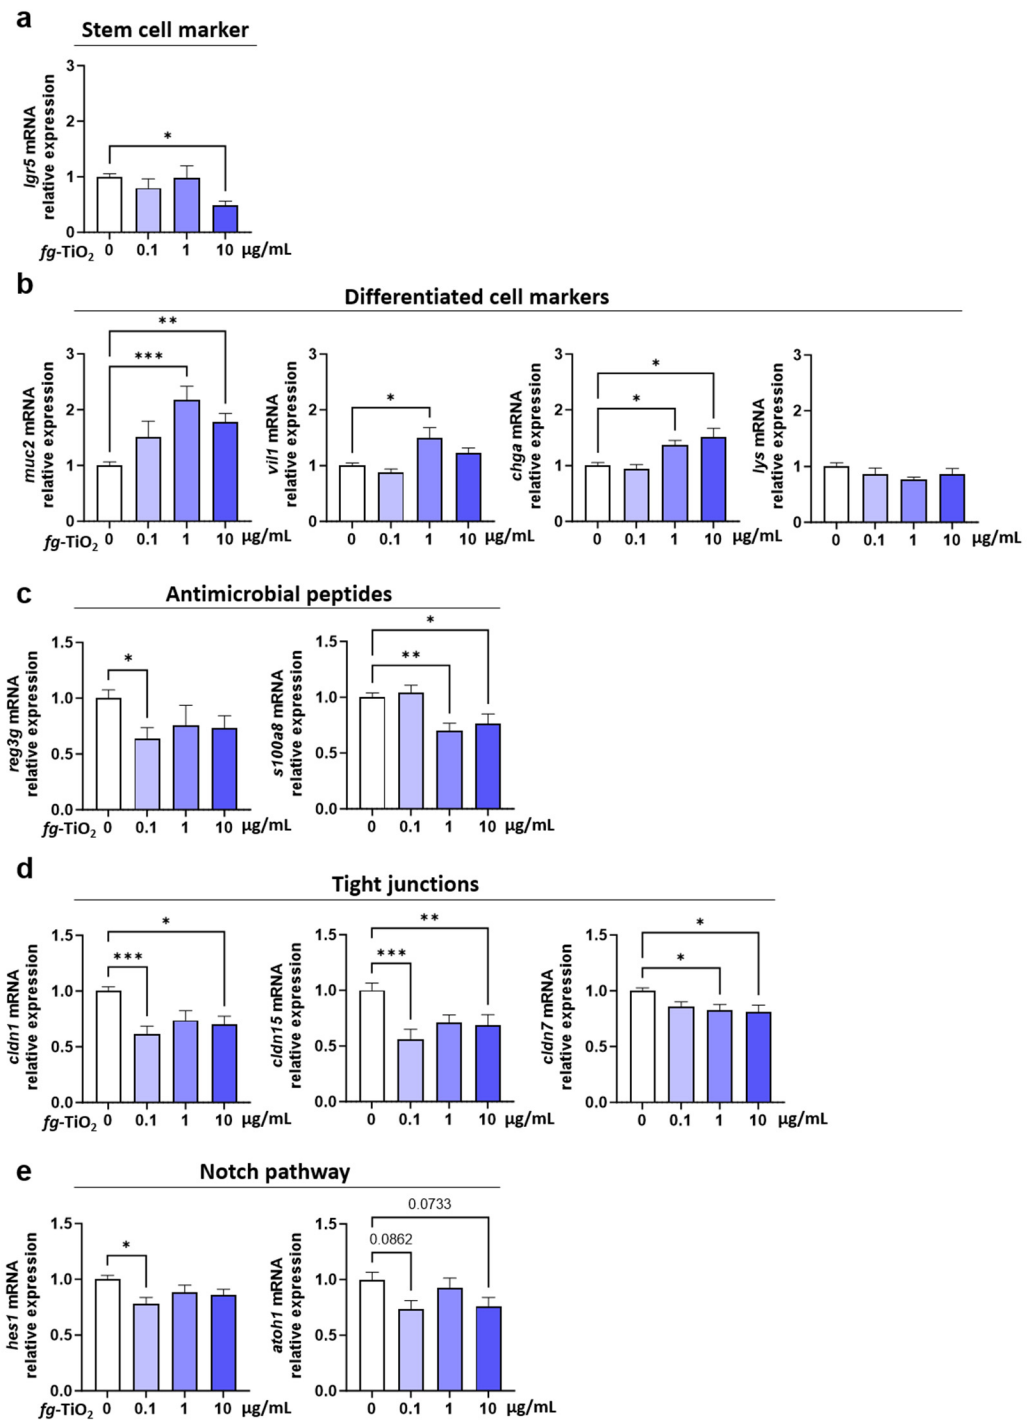 a
Stem cell marker
lgr5 mRNA
relative expression
3
2
1
0
*
fg-TiO2 0 0.1 1 10 µg/mL
b
Differentiated cell markers
muc2 mRNA
relative expression
3
2
1
0
**
***
fg-TiO2 0 0.1 1 10 µg/mL
vil1 mRNA
relative expression
3
2
1
0
*
0 0.1 1 10 µg/mL
chga mRNA
relative expression
3
2
1
0
*
*
0 0.1 1 10 µg/mL
lys mRNA
relative expression
3
2
1
0
0 0.1 1 10 µg/mL
c
Antimicrobial peptides
reg3g mRNA
relative expression
1.5
1.0
0.5
0.0
*
fg-TiO2 0 0.1 1 10 µg/mL
s100a8 mRNA
relative expression
1.5
1.0
0.5
0.0
*
**
0 0.1 1 10 µg/mL
d
Tight junctions
cldn1 mRNA
relative expression
1.5
1.0
0.5
0.0
*
***
fg-TiO2 0 0.1 1 10 µg/mL
cldn15 mRNA
relative expression
1.5
1.0
0.5
0.0
**
***
0 0.1 1 10 µg/mL
cldn7 mRNA
relative expression
1.5
1.0
0.5
0.0
*
*
0 0.1 1 10 µg/mL
e
Notch pathway
hes1 mRNA
relative expression
1.5
1.0
0.5
0.0
*
fg-TiO2 0 0.1 1 10 µg/mL
atoh1 mRNA
relative expression
1.5
1.0
0.5
0.0
0.0733
0.0862
0 0.1 1 10 µg/mL